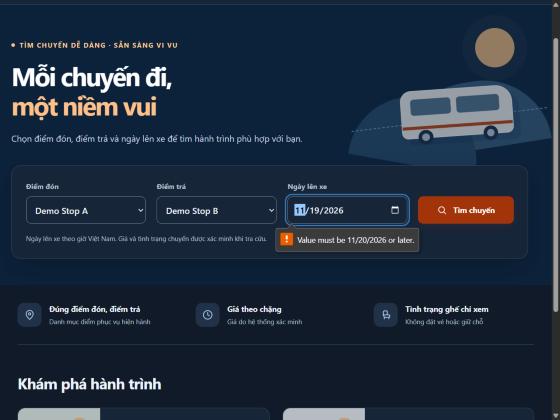 TÌM CHUYẾN DỄ DÀNG · SẴN SÀNG VI VU
Mỗi chuyến đi,
một niềm vui
Chọn điểm đón, điểm trả và ngày lên xe để tìm hành trình phù hợp với bạn.
Điểm đón
Điểm trả
Ngày lên xe
Demo Stop A
Demo Stop B
11/19/2026
Tìm chuyến
Ngày lên xe theo giờ Việt Nam. Giá và tình trạng chuyến được xác minh khi tra cứu.
Value must be 11/20/2026 or later.
Đúng điểm đón, điểm trả
Danh mục điểm phục vụ hiện hành
Giá theo chặng
Giá do hệ thống xác minh
Tình trạng ghế chỉ xem
Không đặt vé hoặc giữ chỗ
Khám phá hành trình